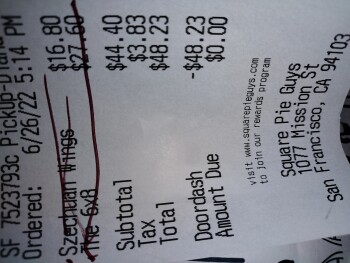 SF 7523793c Pickup-Diana
Ordered: 6/26/22 5:14 PM
Szechuan Wings $16.80
The 6x8 $27.60
Subtotal $44.40
Tax $3.83
Total $48.23
Doordash -$48.23
Amount Due $0.00
visit www.squarepieguys.com
to join our rewards program
Square Pie Guys
1077 Mission St
San Francisco, CA 94103